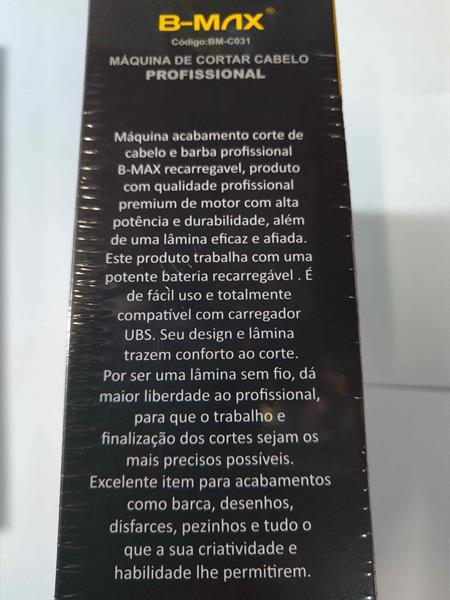 B-MAX®
Código:BM-C031
MÁQUINA DE CORTAR CABELO
PROFISSIONAL
Máquina acabamento corte de
cabelo e barba profissional
B-MAX recarregavel, produto
com qualidade profissional
premium de motor com alta
potência e durabilidade, além
de uma lâmina eficaz e afiada.
Este produto trabalha com uma
potente bateria recarregável . É
de fácil uso e totalmente
compatível com carregador
UBS. Seu design e lâmina
trazem conforto ao corte.
Por ser uma lâmina sem fio, dá
maior liberdade ao profissional,
para que o trabalho e
finalização dos cortes sejam os
mais precisos possíveis.
Excelente item para acabamentos
como barca, desenhos,
disfarces, pezinhos e tudo o
que a sua criatividade e
habilidade lhe permitirem.